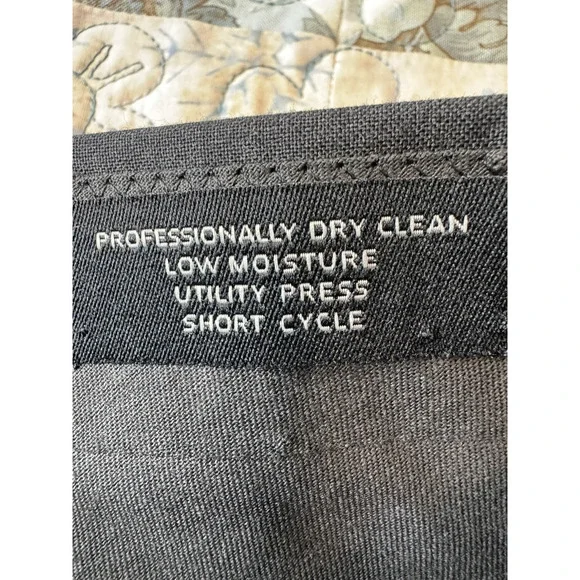 PROFESSIONALLY DRY CLEAN
LOW MOISTURE
UTILITY PRESS
SHORT CYCLE